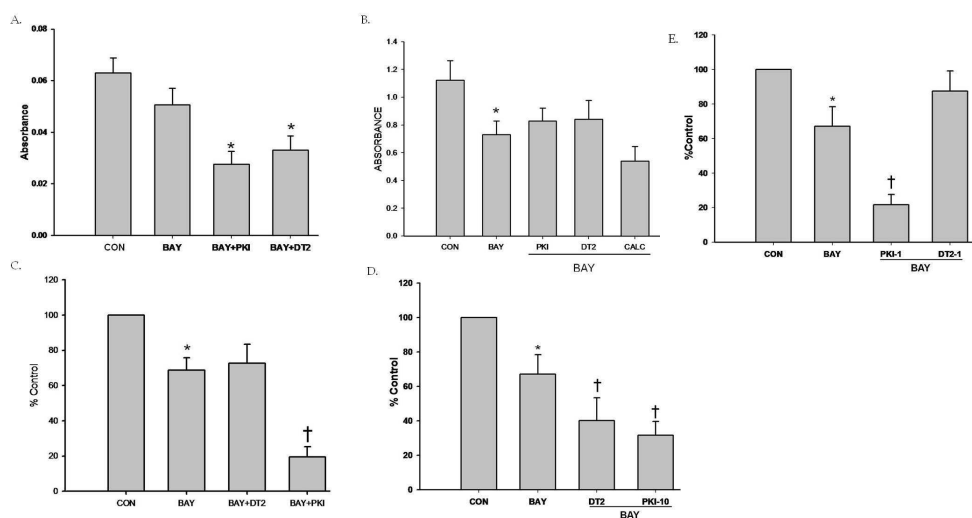 A.
0.08
0.06
0.04
0.02
0.00
Absorbance
*
*
CON BAY BAY+PKI BAY+DT2
B.
1.4
1.2
1.0
0.8
0.6
0.4
0.2
0.0
ABSORBANCE
*
CON BAY PKI DT2 CALC
BAY
E.
120
100
80
60
40
20
0
%Control
*
†
CON BAY PKI-1 DT2-1
BAY
C.
120
100
80
60
40
20
0
% Control
*
†
CON BAY BAY+DT2 BAY+PKI
D.
120
100
80
60
40
20
0
% Control
*
†
†
CON BAY DT2 PKI-10
BAY